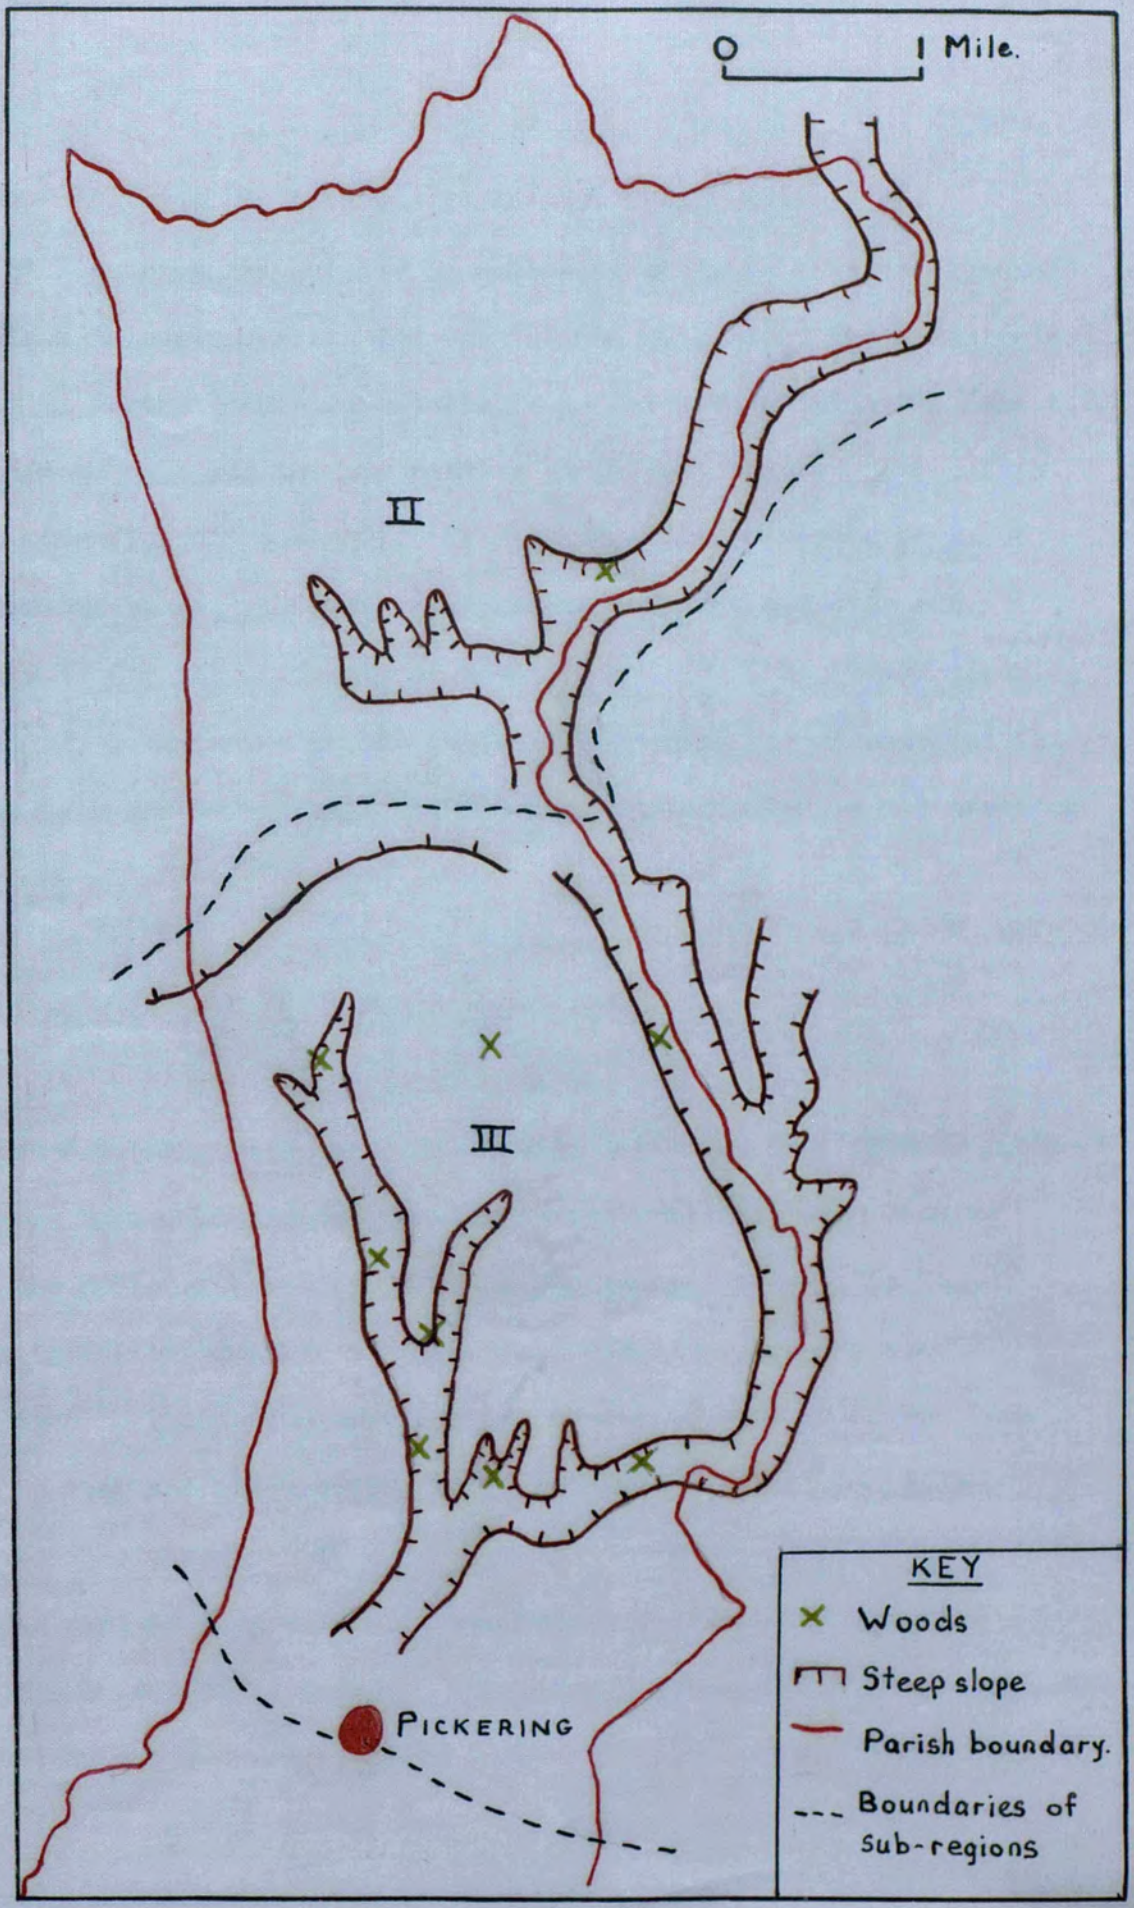 0 1 Mile.
II
III
PICKERING
KEY
Woods
Steep slope
Parish boundary.
Boundaries of
sub-regions